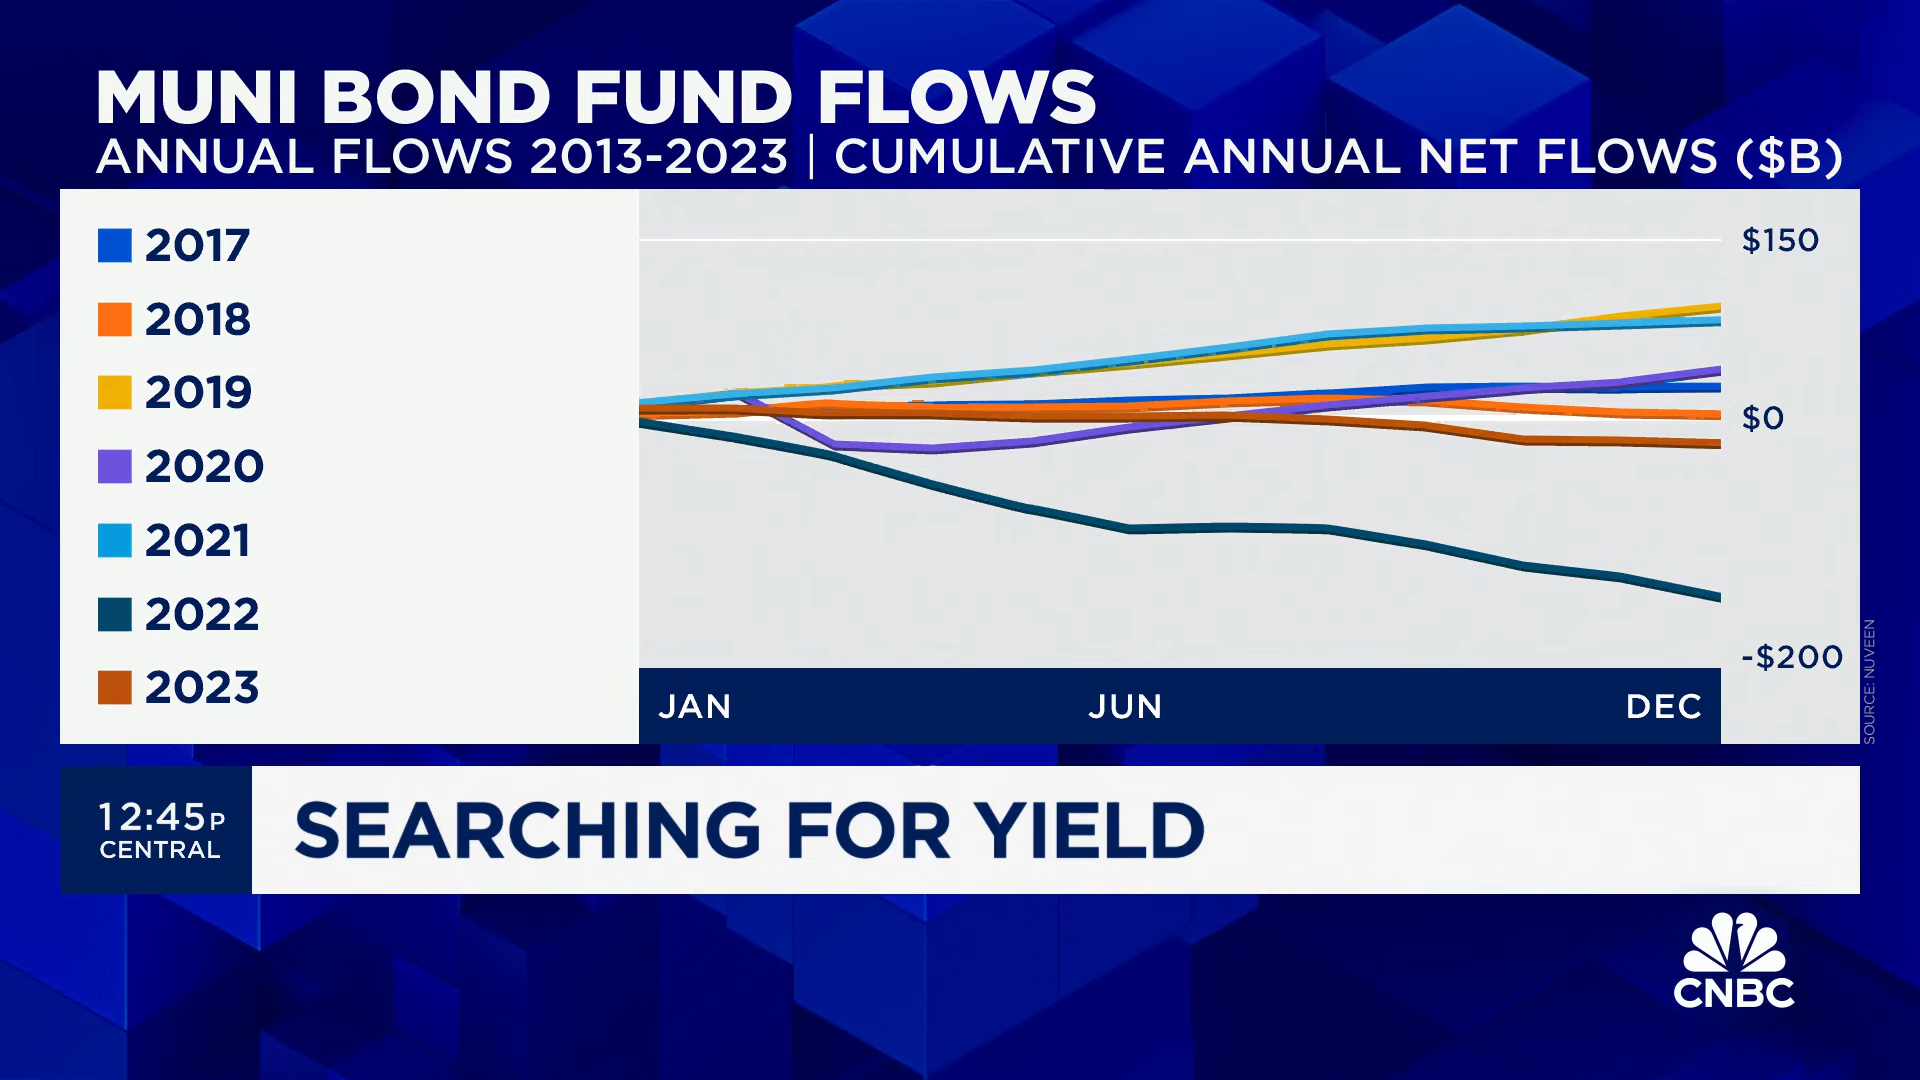 MUNI BOND FUND FLOWS
ANNUAL FLOWS 2013-2023 | CUMULATIVE ANNUAL NET FLOWS ($B)
2017
2018
2019
2020
2021
2022
2023
$150
$0
-$200
JAN JUN DEC
SOURCE: NUVEEN
12:45P
CENTRAL
SEARCHING FOR YIELD
CNBC